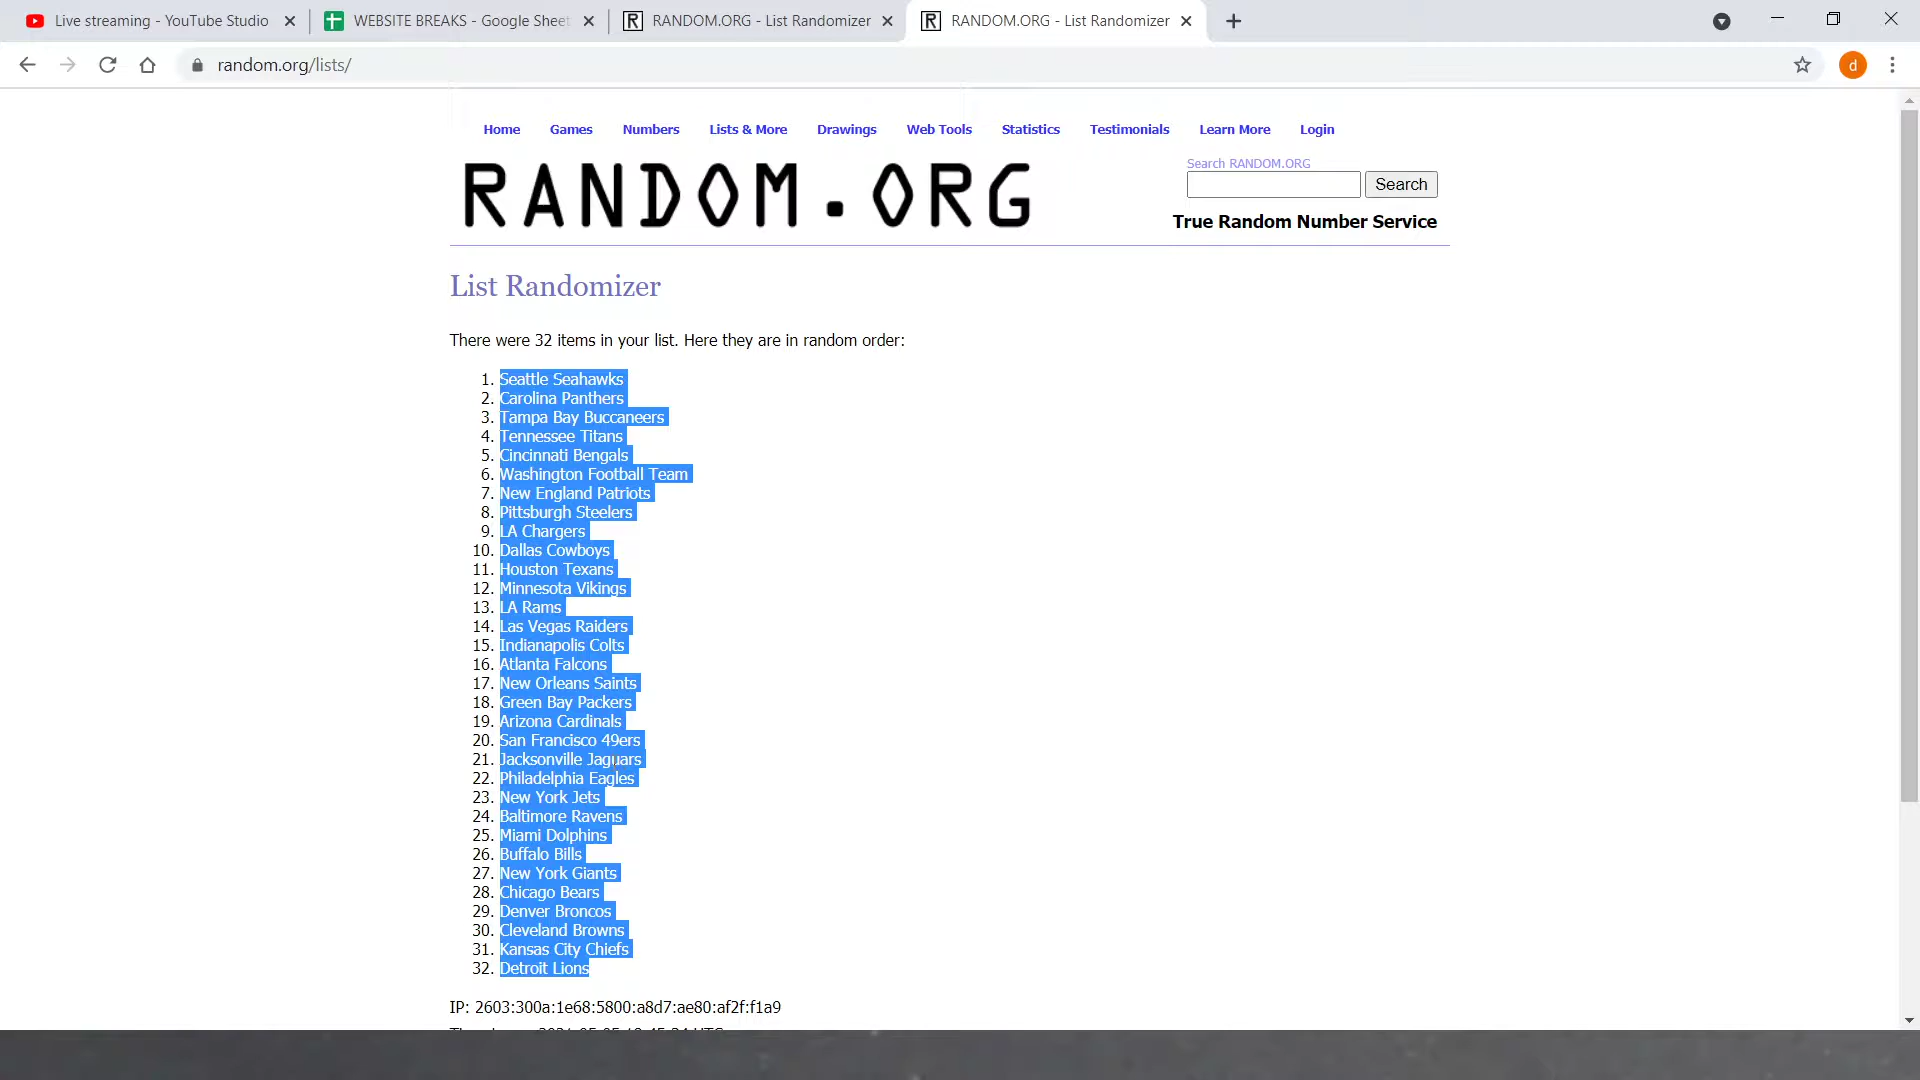 Live streaming - YouTube Studio
WEBSITE BREAKS - Google Sheet
RANDOM.ORG - List Randomizer
RANDOM.ORG - List Randomizer
random.org/lists/
d
Home Games Numbers Lists & More Drawings Web Tools Statistics Testimonials Learn More Login
RANDOM.ORG
Search RANDOM.ORG
Search
True Random Number Service
List Randomizer
There were 32 items in your list. Here they are in random order:
1. Seattle Seahawks
2. Carolina Panthers
3. Tampa Bay Buccaneers
4. Tennessee Titans
5. Cincinnati Bengals
6. Washington Football Team
7. New England Patriots
8. Pittsburgh Steelers
9. LA Chargers
10. Dallas Cowboys
11. Houston Texans
12. Minnesota Vikings
13. LA Rams
14. Las Vegas Raiders
15. Indianapolis Colts
16. Atlanta Falcons
17. New Orleans Saints
18. Green Bay Packers
19. Arizona Cardinals
20. San Francisco 49ers
21. Jacksonville Jaguars
22. Philadelphia Eagles
23. New York Jets
24. Baltimore Ravens
25. Miami Dolphins
26. Buffalo Bills
27. New York Giants
28. Chicago Bears
29. Denver Broncos
30. Cleveland Browns
31. Kansas City Chiefs
32. Detroit Lions
IP: 2603:300a:1e68:5800:a8d7:ae80:af2f:f1a9